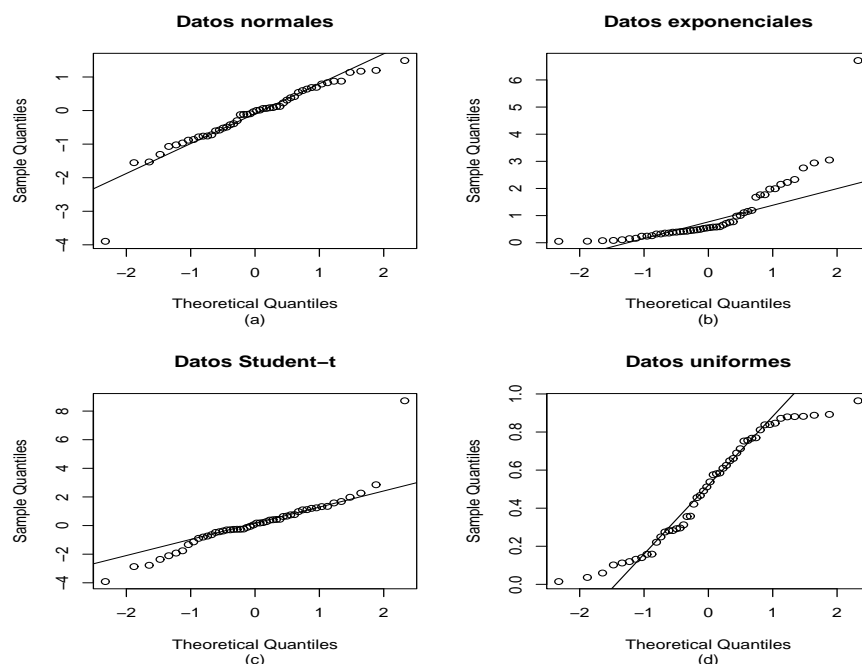 Datos normales
Sample Quantiles
1
0
−1
−2
−3
−4
−2 −1 0 1 2
Theoretical Quantiles
(a)
Datos exponenciales
Sample Quantiles
6
5
4
3
2
1
0
−2 −1 0 1 2
Theoretical Quantiles
(b)
Datos Student−t
Sample Quantiles
8
6
4
2
0
−2
−4
−2 −1 0 1 2
Theoretical Quantiles
(c)
Datos uniformes
Sample Quantiles
1.0
0.8
0.6
0.4
0.2
0.0
−2 −1 0 1 2
Theoretical Quantiles
(d)